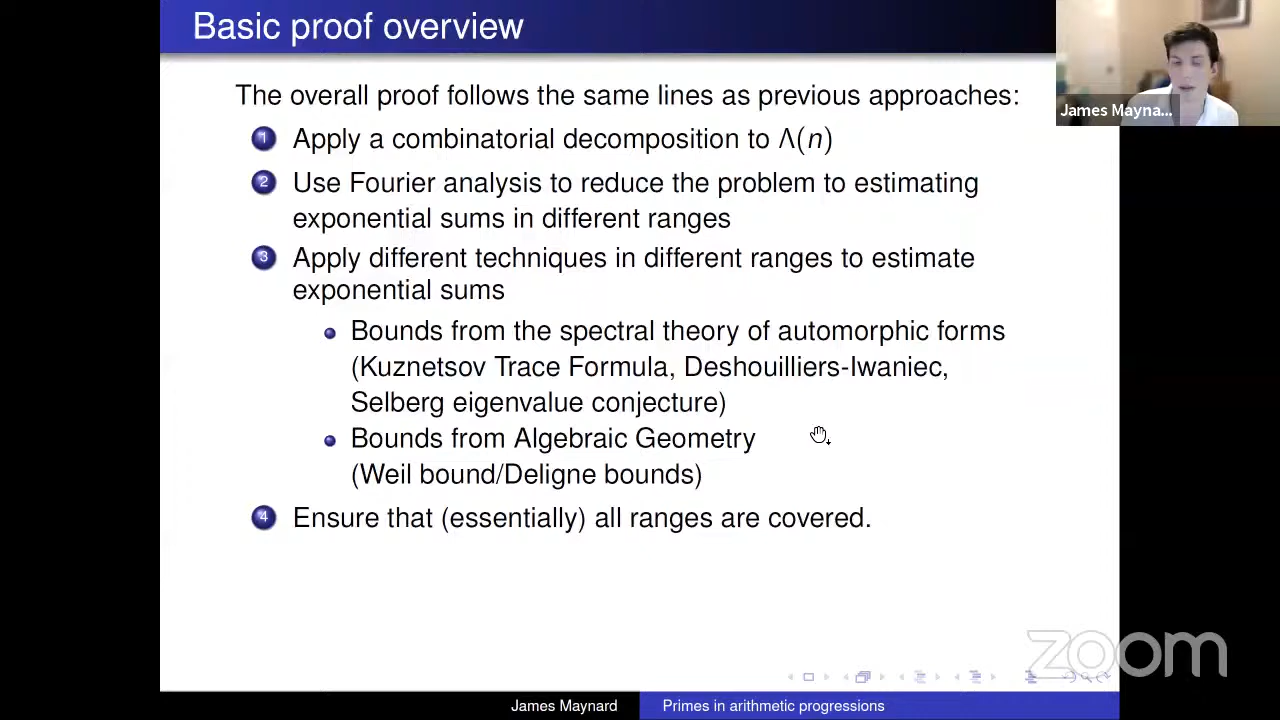 Basic proof overview
James Mayna...
The overall proof follows the same lines as previous approaches:
1 Apply a combinatorial decomposition to Λ(n)
2 Use Fourier analysis to reduce the problem to estimating
exponential sums in different ranges
3 Apply different techniques in different ranges to estimate
exponential sums
Bounds from the spectral theory of automorphic forms
(Kuznetsov Trace Formula, Deshouilliers-Iwaniec,
Selberg eigenvalue conjecture)
Bounds from Algebraic Geometry
(Weil bound/Deligne bounds)
4 Ensure that (essentially) all ranges are covered.
zoom
James Maynard
Primes in arithmetic progressions